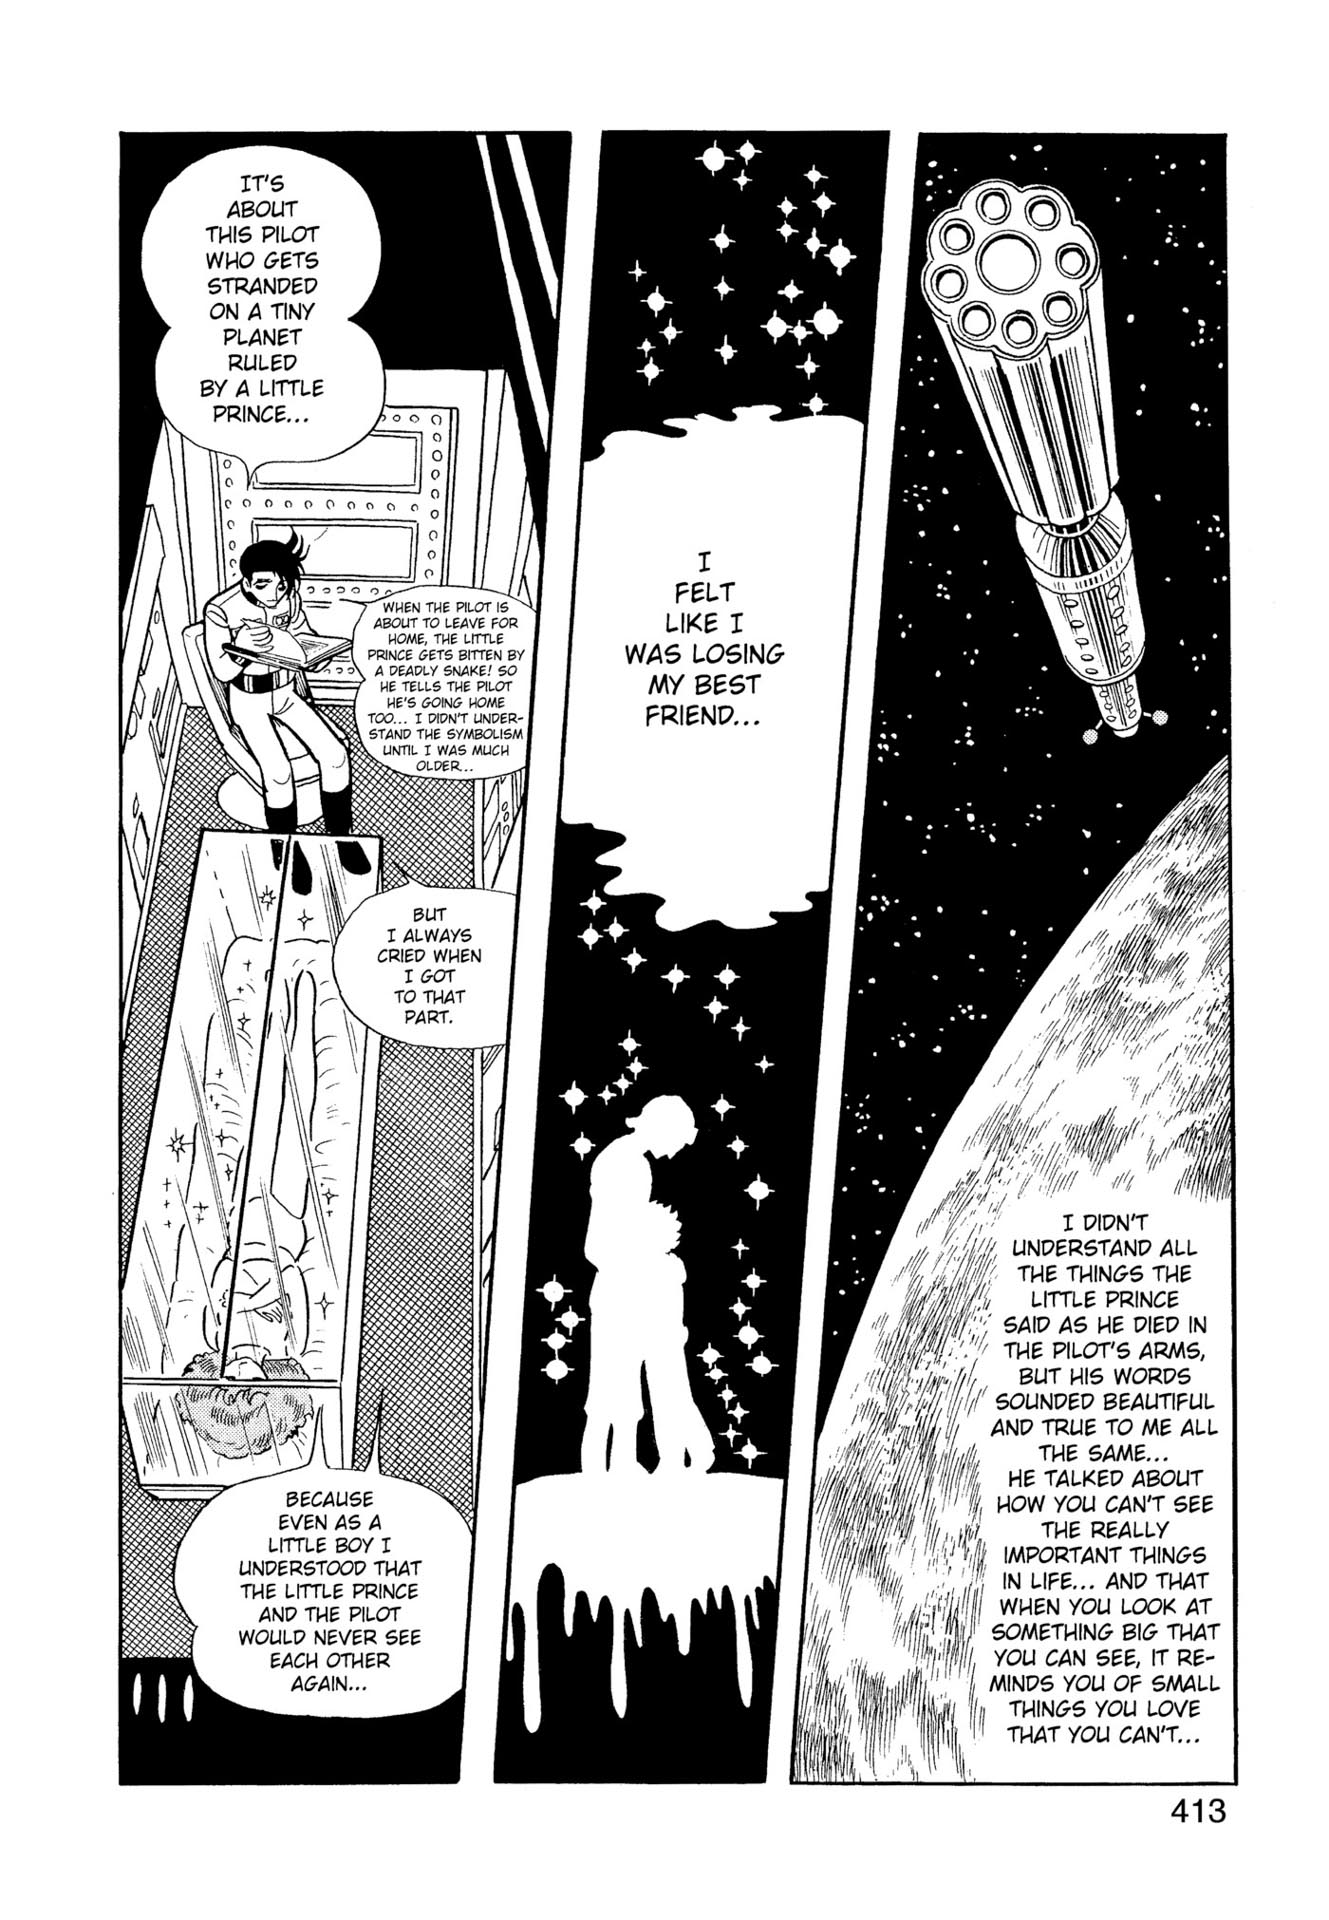 IT'S
ABOUT
THIS PILOT
WHO GETS
STRANDED
ON A TINY
PLANET
RULED
BY A LITTLE
PRINCE...
WHEN THE PILOT IS
ABOUT TO LEAVE FOR
HOME, THE LITTLE
PRINCE GETS BITTEN BY
A DEADLY SNAKE! SO
HE TELLS THE PILOT
HE'S GOING HOME
TOO... I DIDN'T UNDER-
STAND THE SYMBOLISM
UNTIL I WAS MUCH
OLDER...
BUT
I ALWAYS
CRIED WHEN
I GOT
TO THAT
PART.
BECAUSE
EVEN AS A
LITTLE BOY I
UNDERSTOOD THAT
THE LITTLE PRINCE
AND THE PILOT
WOULD NEVER SEE
EACH OTHER
AGAIN...
I
FELT
LIKE I
WAS LOSING
MY BEST
FRIEND...
I DIDN'T
UNDERSTAND ALL
THE THINGS THE
LITTLE PRINCE
SAID AS HE DIED IN
THE PILOT'S ARMS,
BUT HIS WORDS
SOUNDED BEAUTIFUL
AND TRUE TO ME ALL
THE SAME...
HE TALKED ABOUT
HOW YOU CAN'T SEE
THE REALLY
IMPORTANT THINGS
IN LIFE... AND THAT
WHEN YOU LOOK AT
SOMETHING BIG THAT
YOU CAN SEE, IT RE-
MINDS YOU OF SMALL
THINGS YOU LOVE
THAT YOU CAN'T...
413